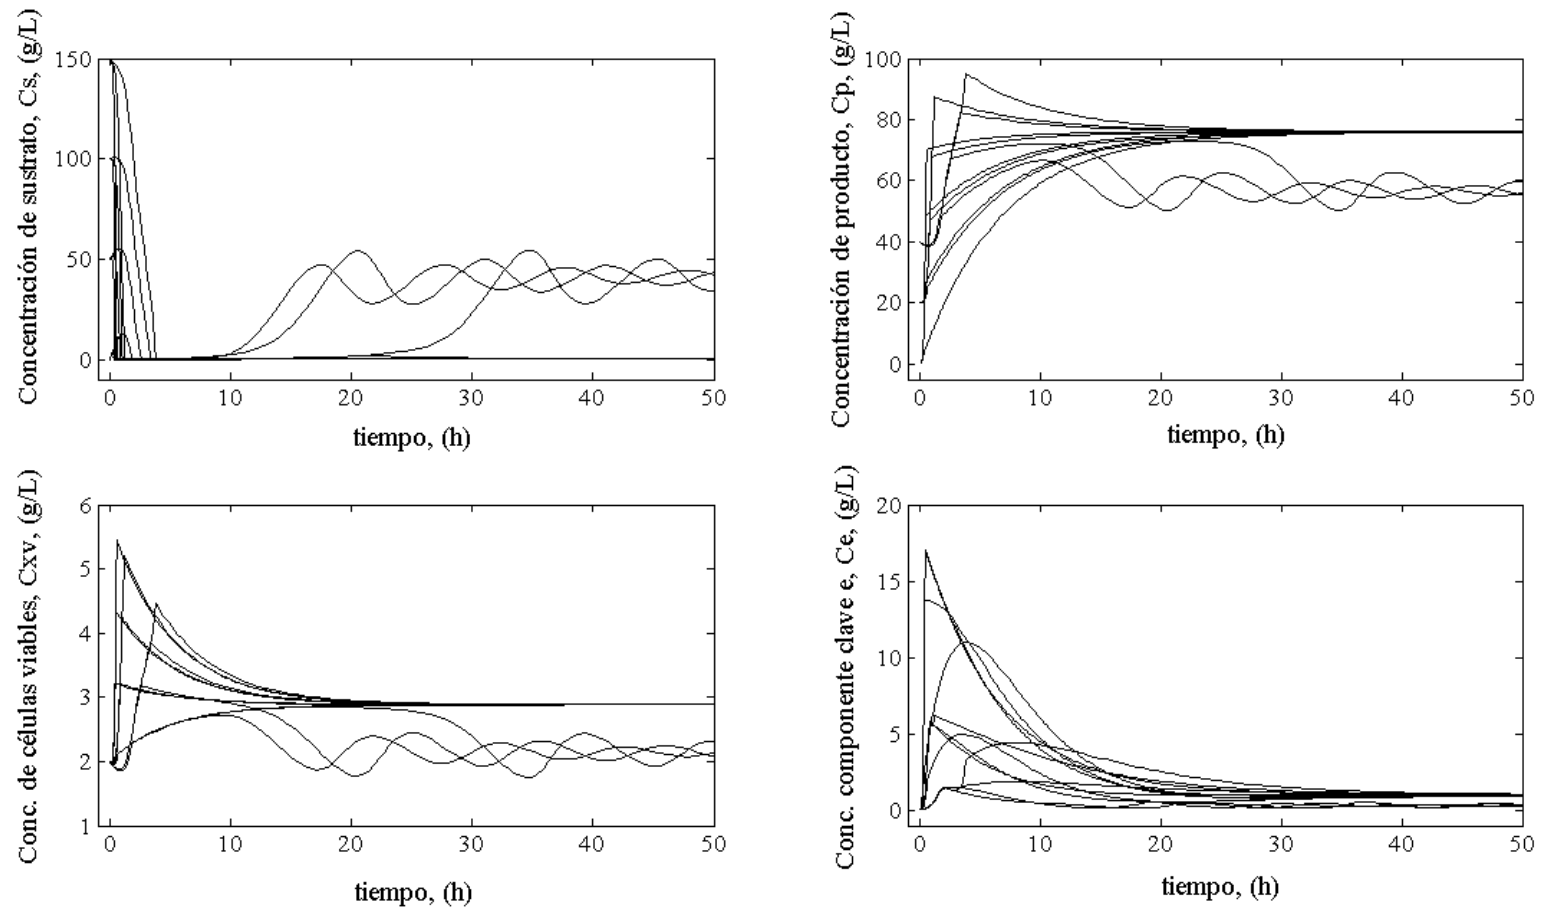 Concentración de sustrato, Cs, (g/L)
150
100
50
0
0 10 20 30 40 50
tiempo, (h)
Concentración de producto, Cp, (g/L)
100
80
60
40
20
0
0 10 20 30 40 50
tiempo, (h)
Conc. de células viables, Cxv, (g/L)
6
5
4
3
2
1
0 10 20 30 40 50
tiempo, (h)
Conc. componente clave e, Ce, (g/L)
20
15
10
5
0
0 10 20 30 40 50
tiempo, (h)